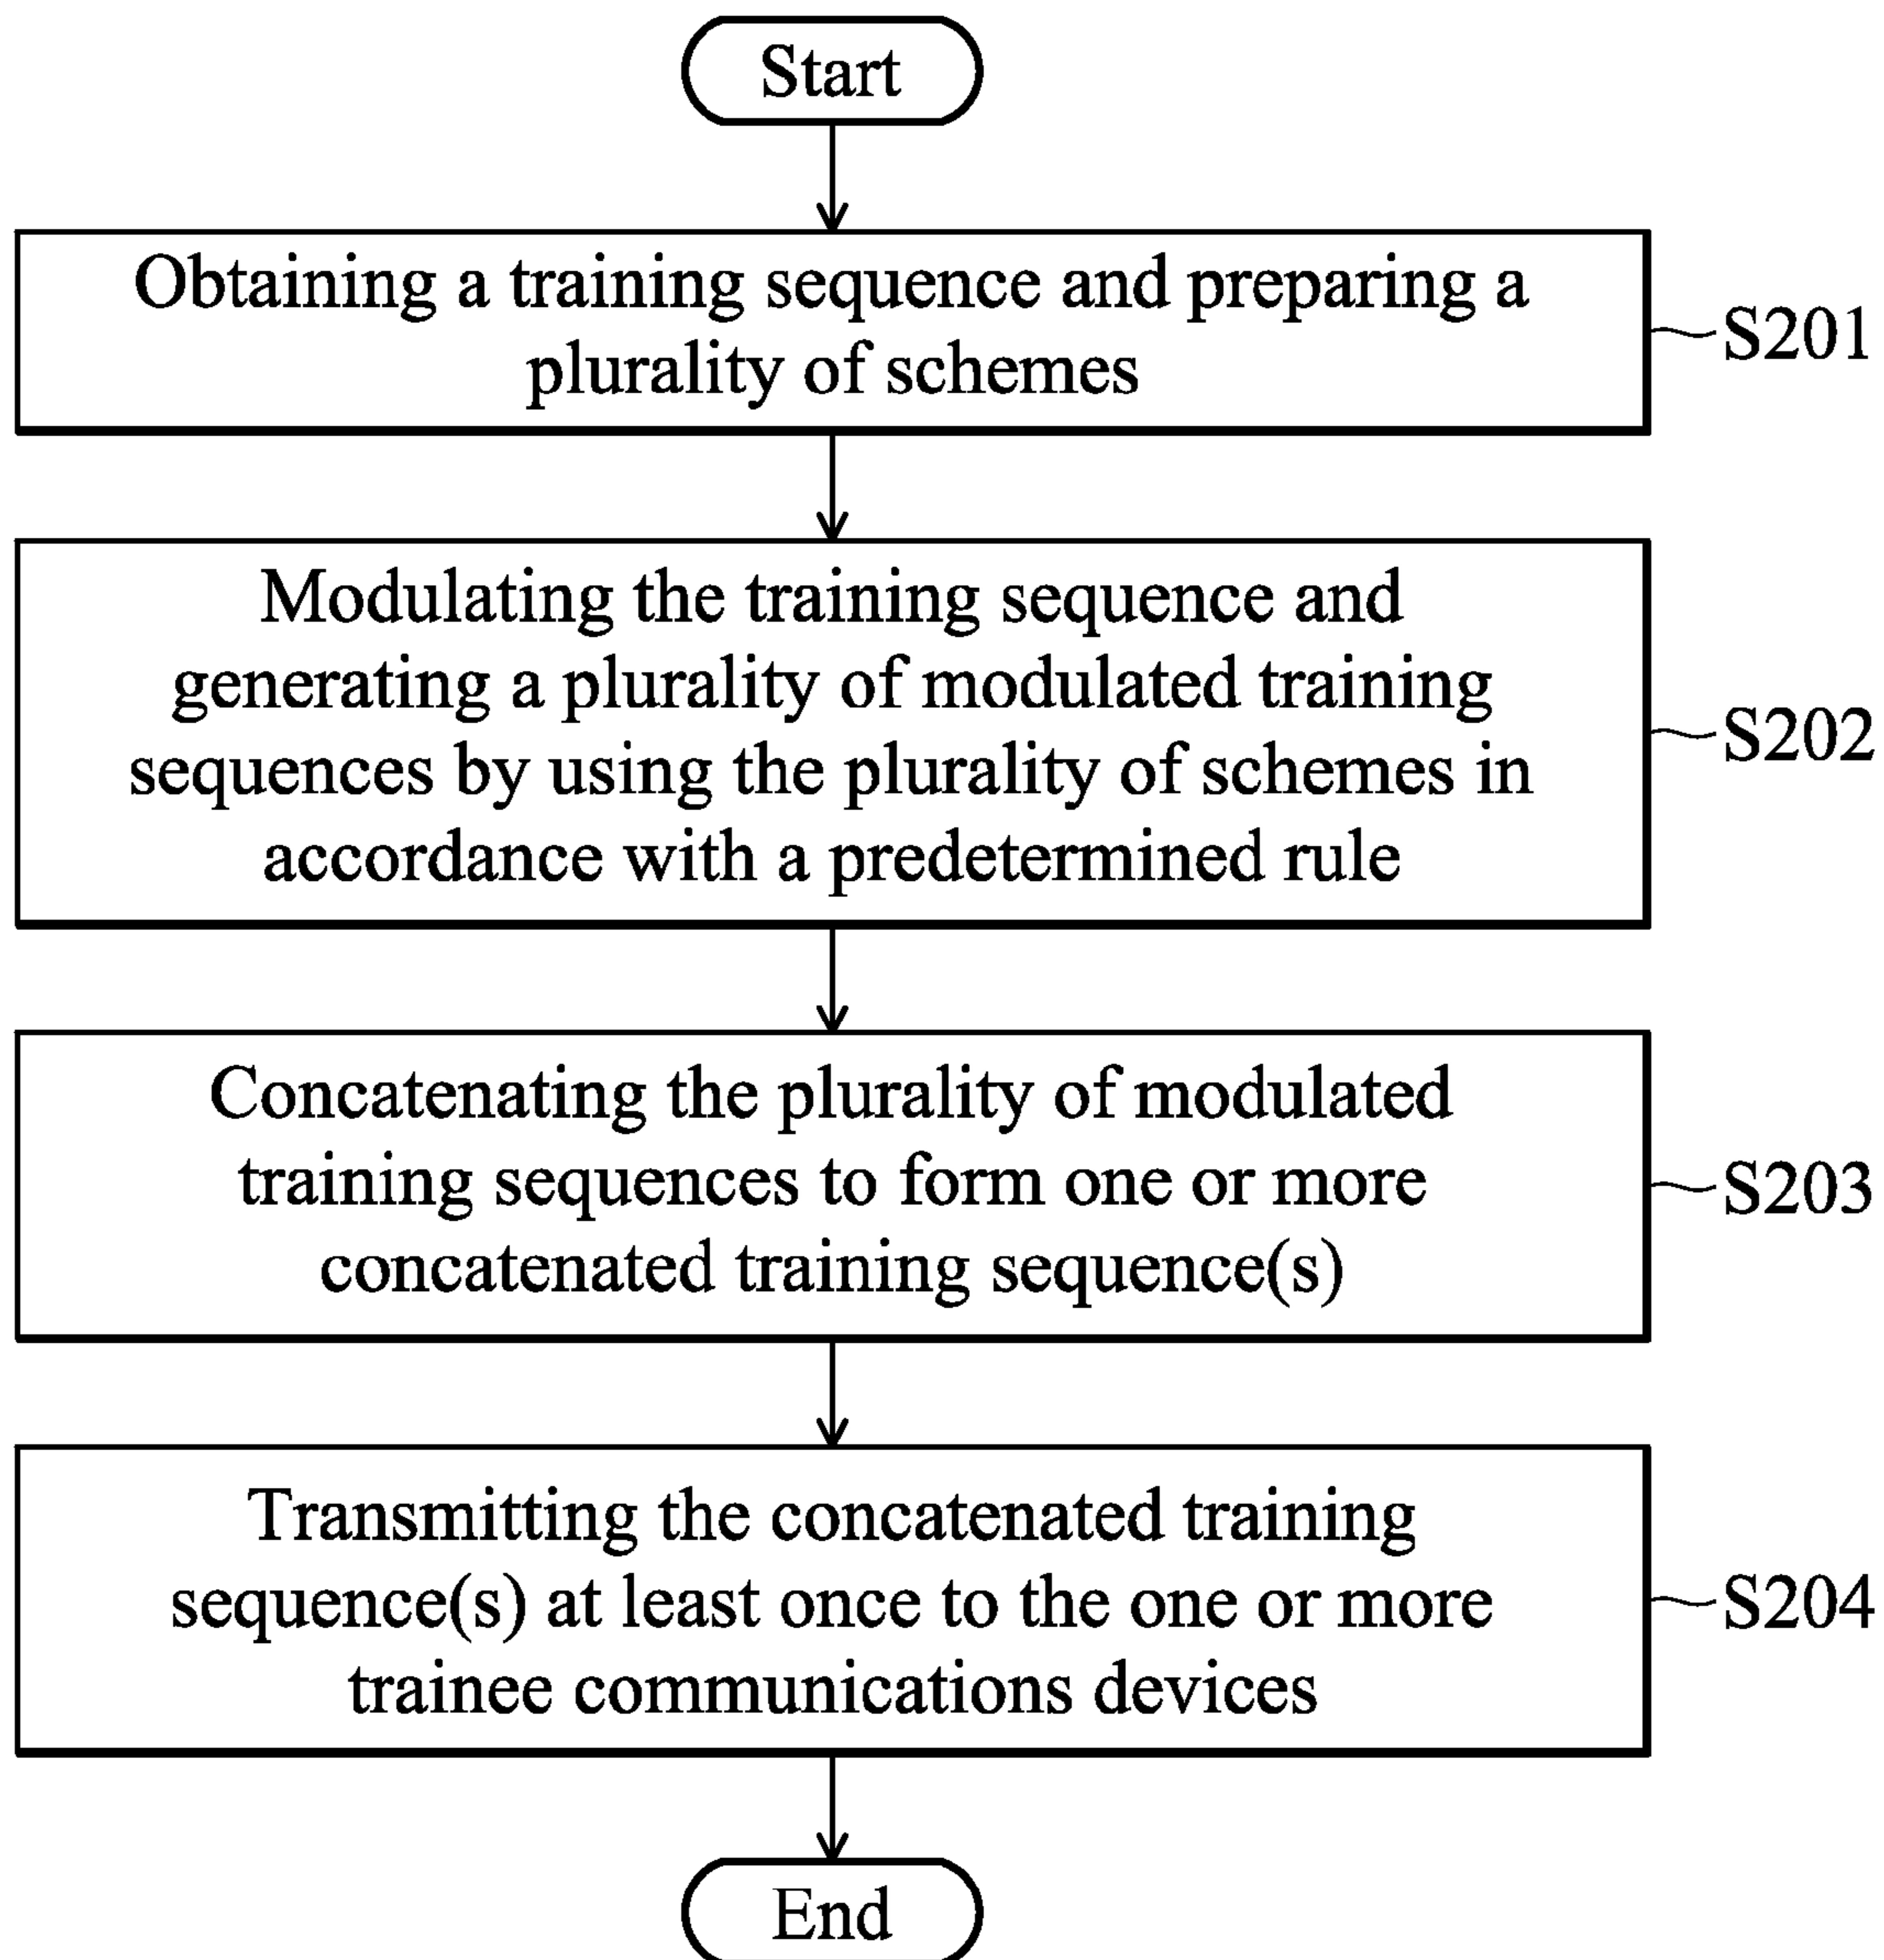 Start
Obtaining a training sequence and preparing a
plurality of schemes
S201
Modulating the training sequence and
generating a plurality of modulated training
sequences by using the plurality of schemes in
accordance with a predetermined rule
S202
Concatenating the plurality of modulated
training sequences to form one or more
concatenated training sequence(s)
S203
Transmitting the concatenated training
sequence(s) at least once to the one or more
trainee communications devices
S204
End